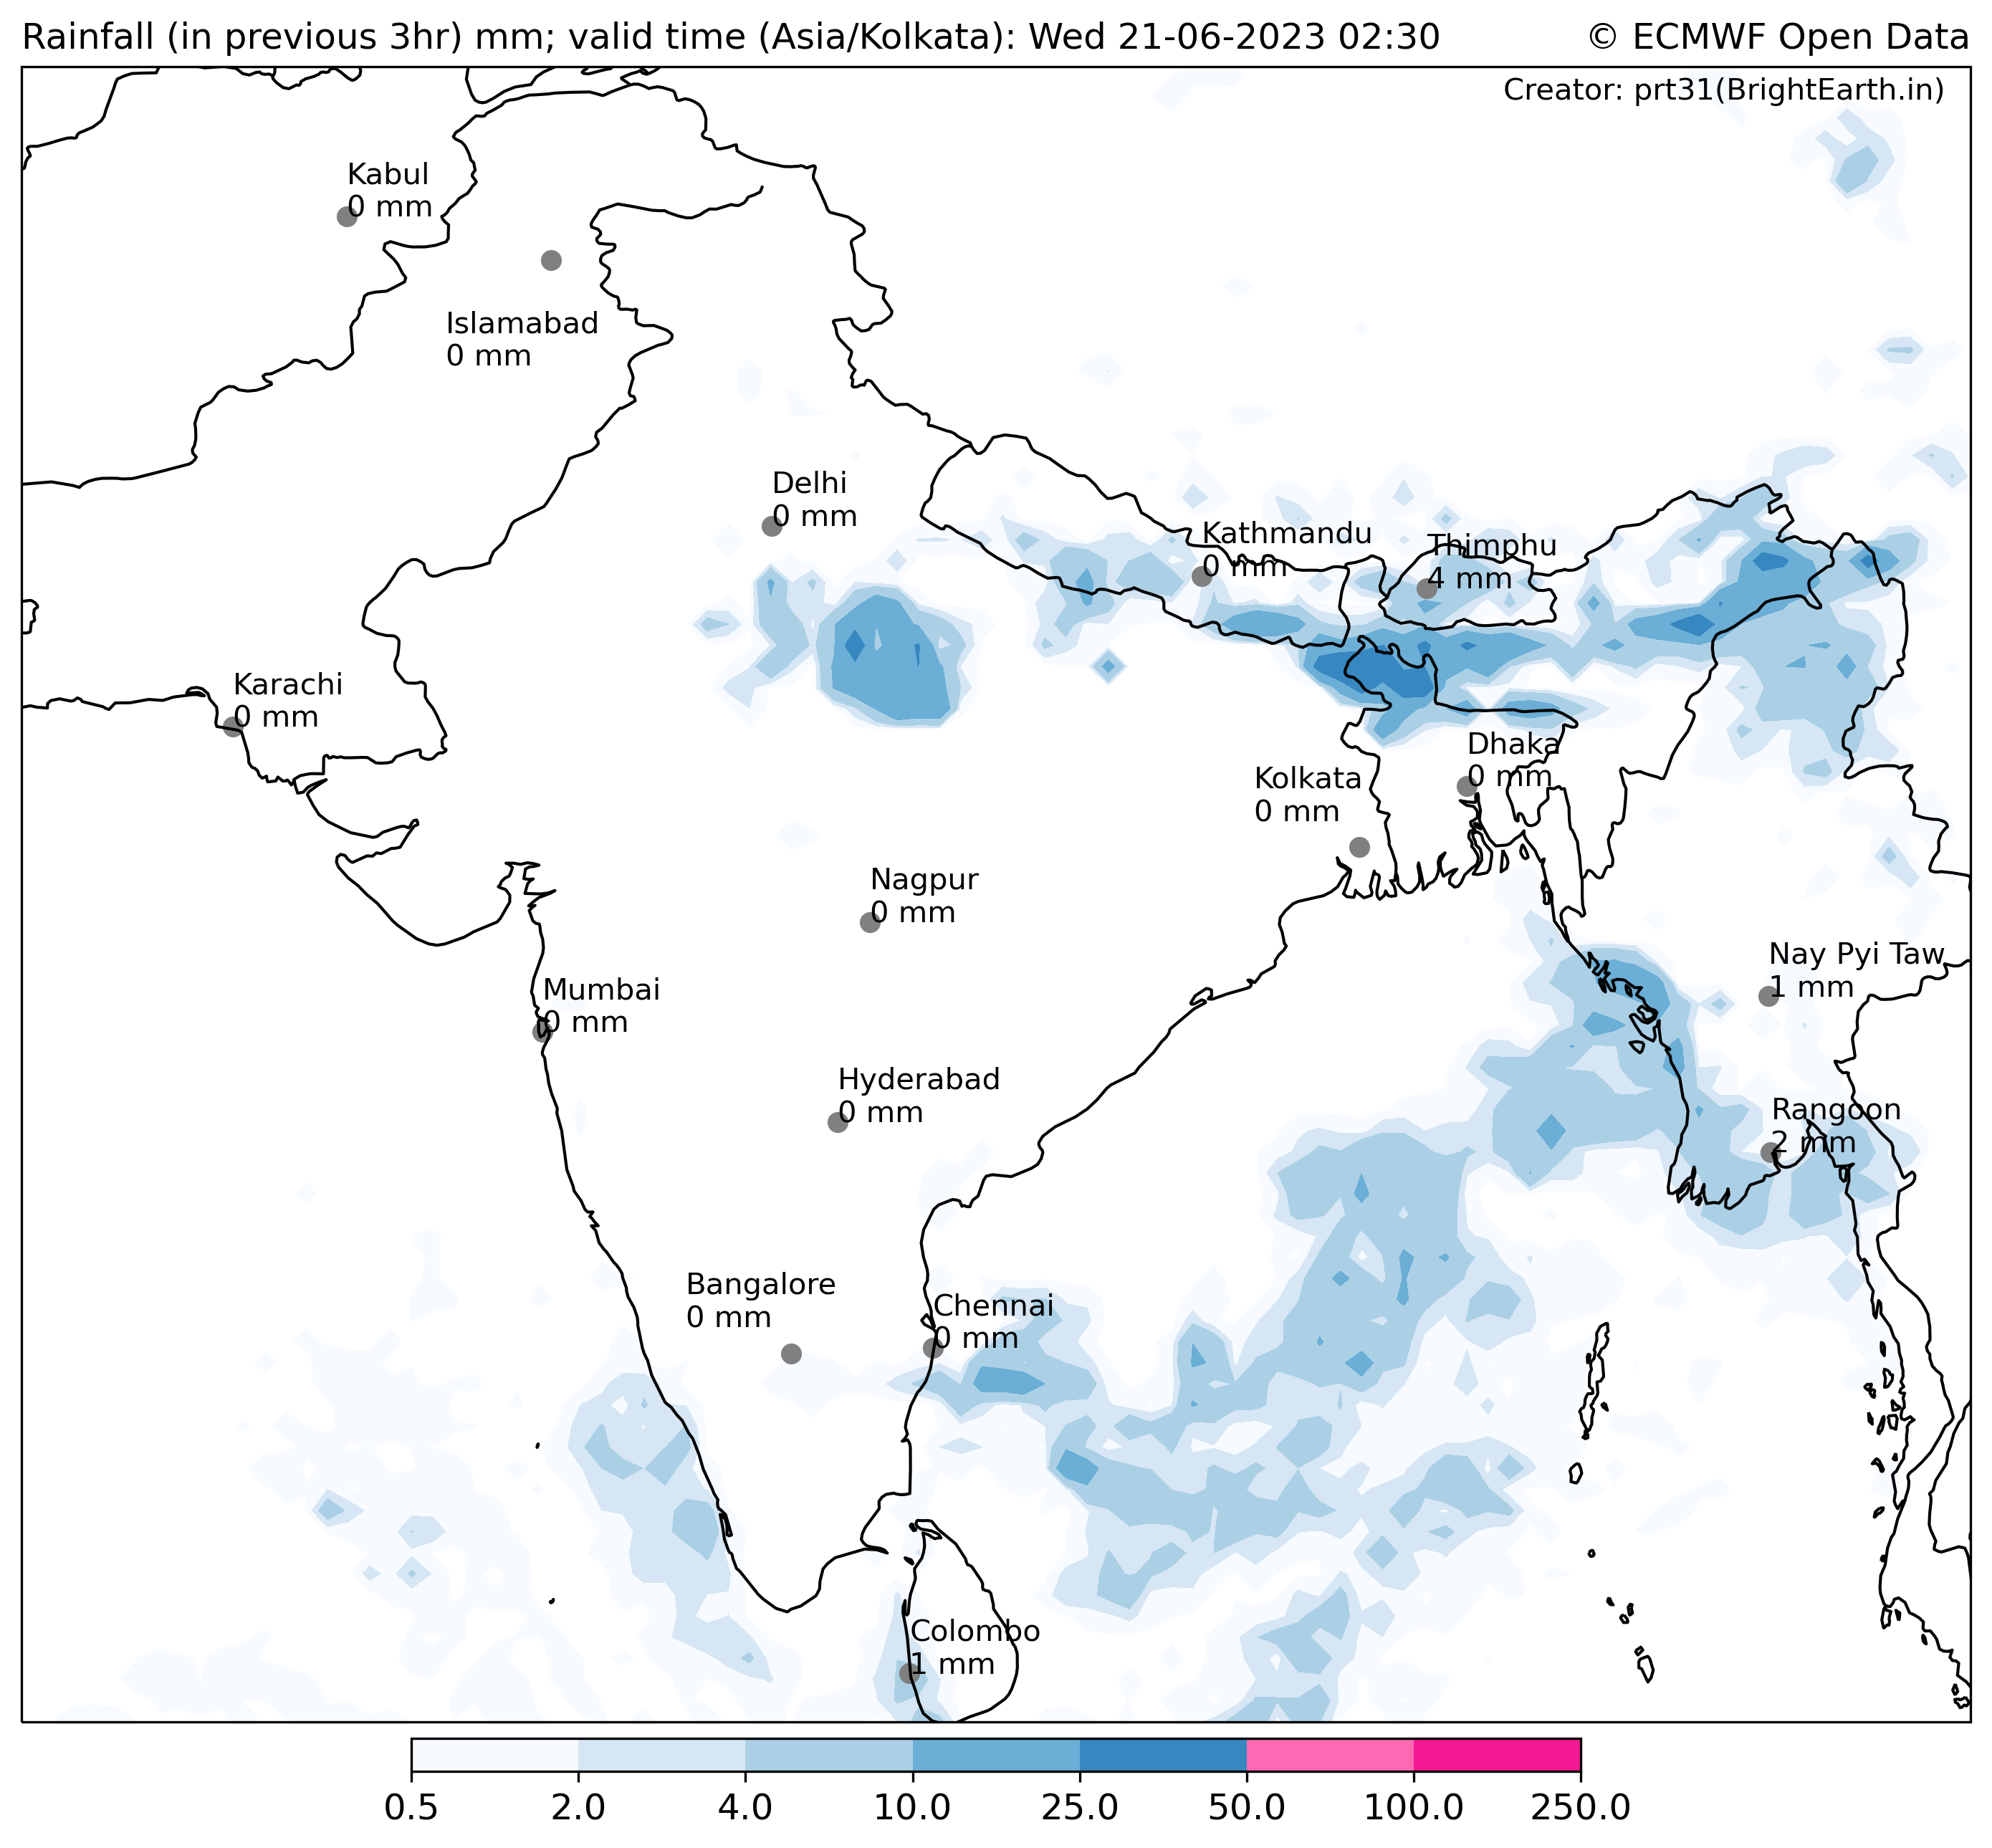 Rainfall (in previous 3hr) mm; valid time (Asia/Kolkata): Wed 21-06-2023 02:30
© ECMWF Open Data
Creator: prt31(BrightEarth.in)
Kabul
0 mm
Islamabad
0 mm
Delhi
0 mm
Kathmandu
0 mm
Thimphu
4 mm
Karachi
0 mm
Dhaka
0 mm
Kolkata
0 mm
Nagpur
0 mm
Nay Pyi Taw
1 mm
Mumbai
0 mm
Hyderabad
0 mm
Rangoon
2 mm
Bangalore
0 mm
Chennai
0 mm
Colombo
1 mm
0.5 2.0 4.0 10.0 25.0 50.0 100.0 250.0